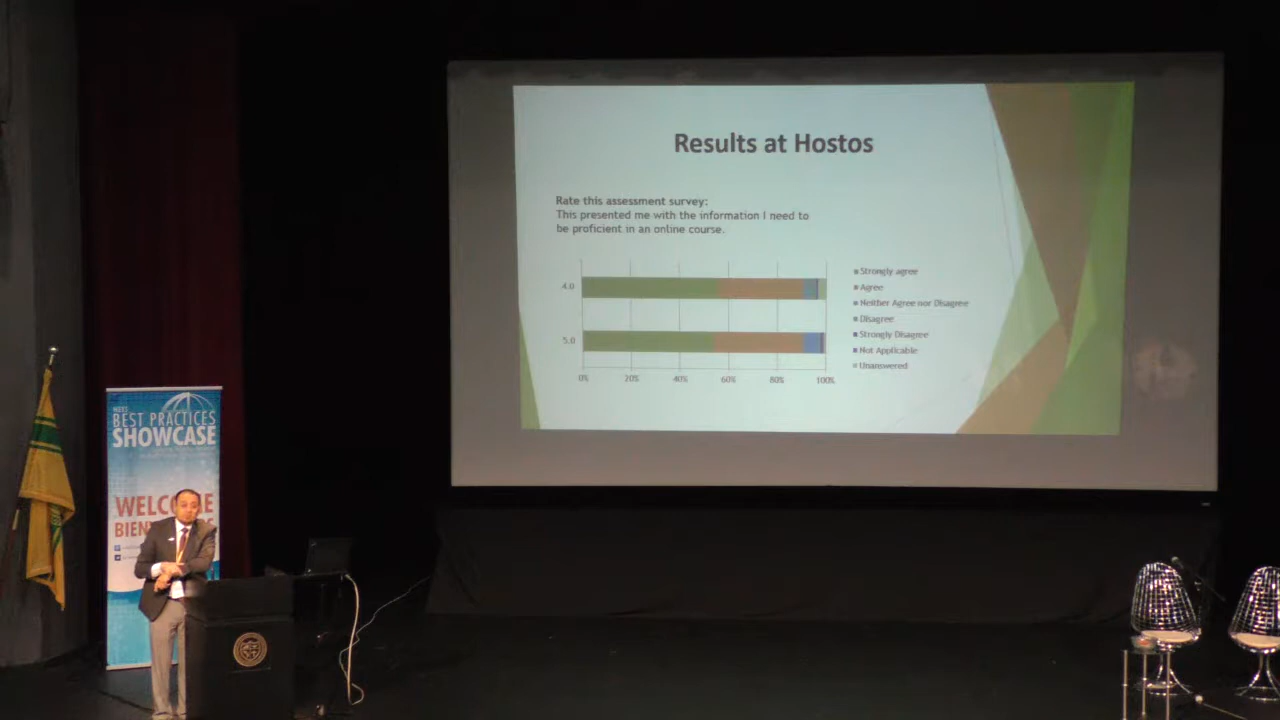 Results at Hostos
Rate this assessment survey:
This presented me with the information I need to
be proficient in an online course.
4.0
5.0
0%
20%
40%
60%
80%
100%
Strongly agree
Agree
Neither Agree nor Disagree
Disagree
Strongly Disagree
Not Applicable
Unanswered
BEST PRACTICES
SHOWCASE